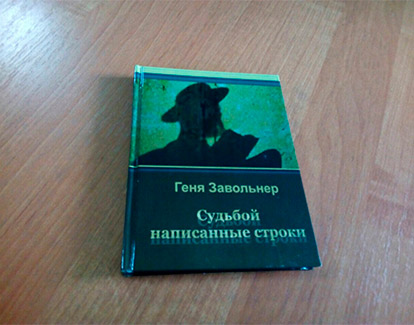 Геня Завольнер
Судьбой
написанные строки